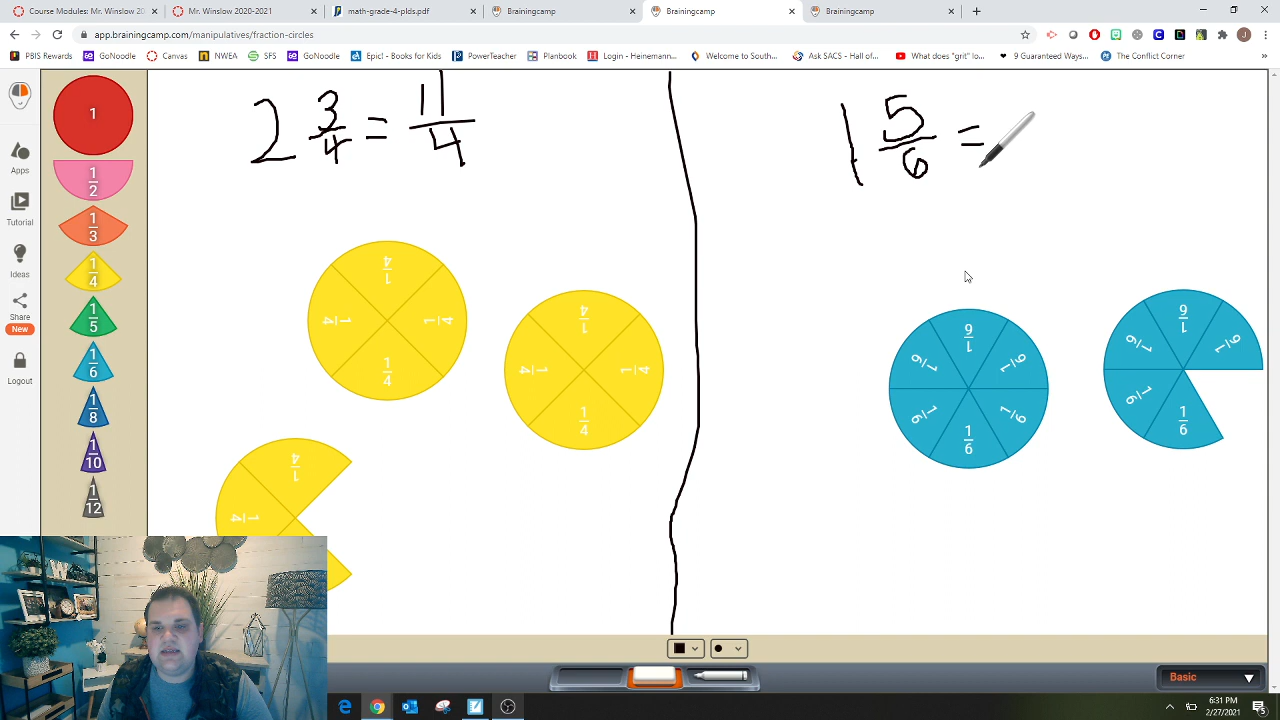 Course Modules: Mr. Winslow 20
Mr. Winslow 2020-2021
math-grade-4-plds.pdf
Brainingcamp
Brainingcamp
Brainingcamp
app.brainingcamp.com/manipulatives/fraction-circles
PBIS Rewards
GoNoodle
Canvas
NWEA
SFS
GoNoodle
Epic! - Books for Kids
PowerTeacher
Planbook
Login - Heinemann...
Welcome to South...
Ask SACS - Hall of...
What does "grit" lo...
9 Guaranteed Ways...
The Conflict Corner
Apps
Tutorial
Ideas
Share
New
Logout
1
1/2
1/3
1/4
1/5
1/6
1/8
1/10
1/12
2 3/4 = 11/4
1 5/6 =
1/4
1/4
1/4
1/4
1/4
1/4
1/4
1/4
1/4
1/4
1/6
1/6
1/6
1/6
1/6
1/6
1/6
1/6
1/6
1/6
1/6
Basic
6:31 PM
2/27/2021